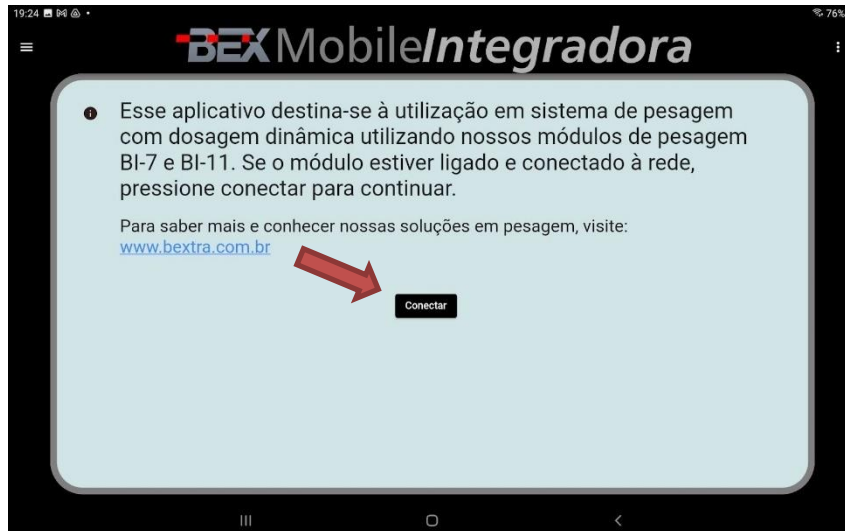 19:24
76%
BEX MobileIntegradora
Esse aplicativo destina-se à utilização em sistema de pesagem
com dosagem dinâmica utilizando nossos módulos de pesagem
BI-7 e BI-11. Se o módulo estiver ligado e conectado à rede,
pressione conectar para continuar.
Para saber mais e conhecer nossas soluções em pesagem, visite:
www.bextra.com.br
Conectar